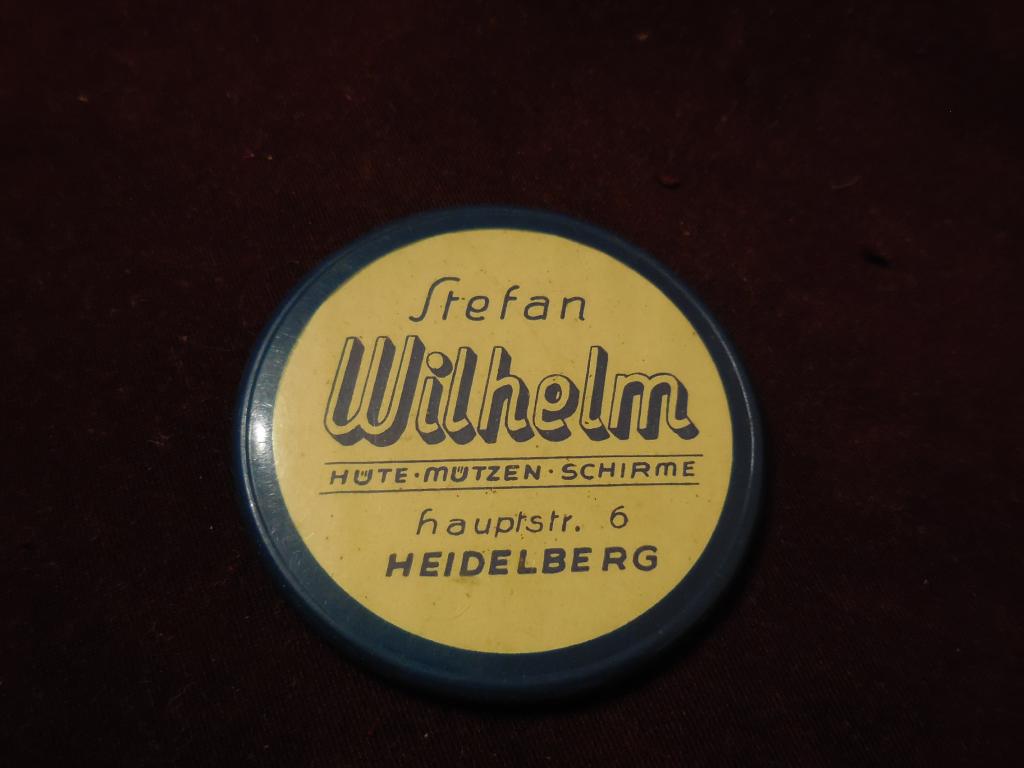 Stefan
Wilhelm
HÜTE·MÜTZEN·SCHIRME
hauptstr. 6
HEIDELBERG